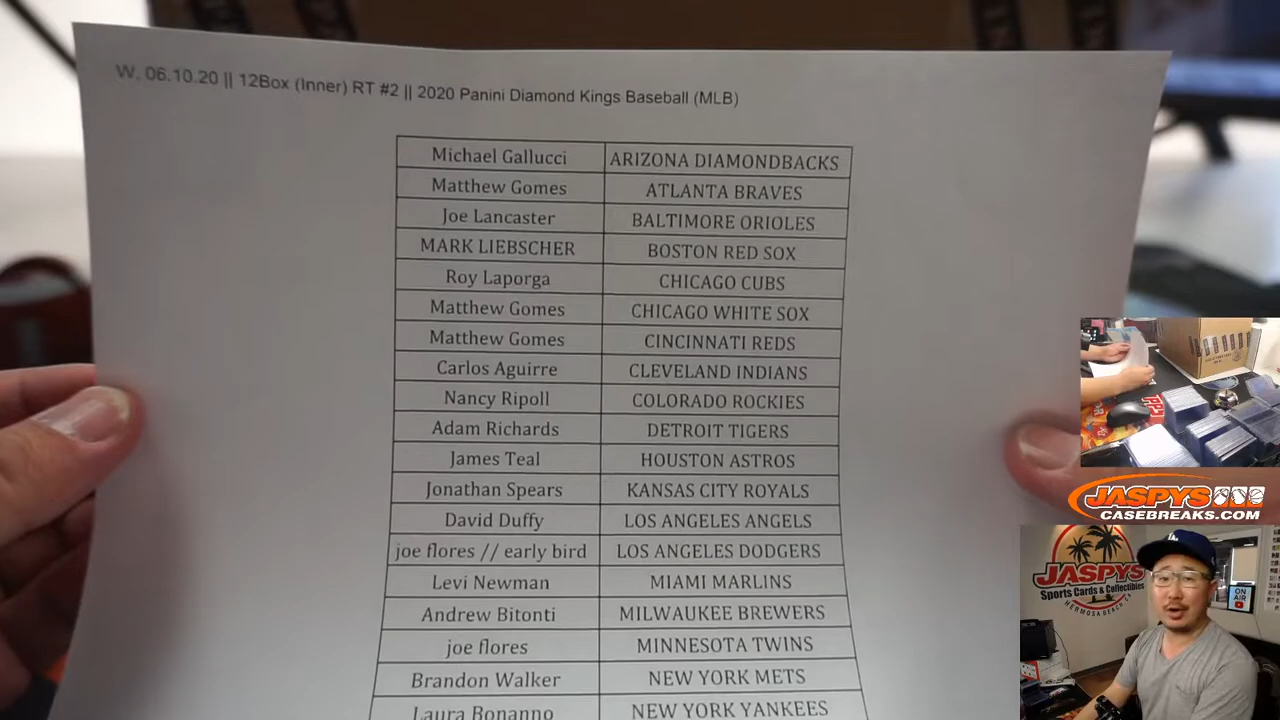 W. 06.10.20 || 12Box (Inner) RT #2 || 2020 Panini Diamond Kings Baseball (MLB)
Michael Gallucci ARIZONA DIAMONDBACKS
Matthew Gomes ATLANTA BRAVES
Joe Lancaster BALTIMORE ORIOLES
MARK LIEBSCHER BOSTON RED SOX
Roy Laporga CHICAGO CUBS
Matthew Gomes CHICAGO WHITE SOX
Matthew Gomes CINCINNATI REDS
Carlos Aguirre CLEVELAND INDIANS
Nancy Ripoll COLORADO ROCKIES
Adam Richards DETROIT TIGERS
James Teal HOUSTON ASTROS
Jonathan Spears KANSAS CITY ROYALS
David Duffy LOS ANGELES ANGELS
joe flores // early bird LOS ANGELES DODGERS
Levi Newman MIAMI MARLINS
Andrew Bitonti MILWAUKEE BREWERS
joe flores MINNESOTA TWINS
Brandon Walker NEW YORK METS
Laura Bonanno NEW YORK YANKEES
JASPYS
CASEBREAKS.COM
JASPYS
Sports Cards & Collectibles
HERMOSA BEACH, CA
ON
AIR